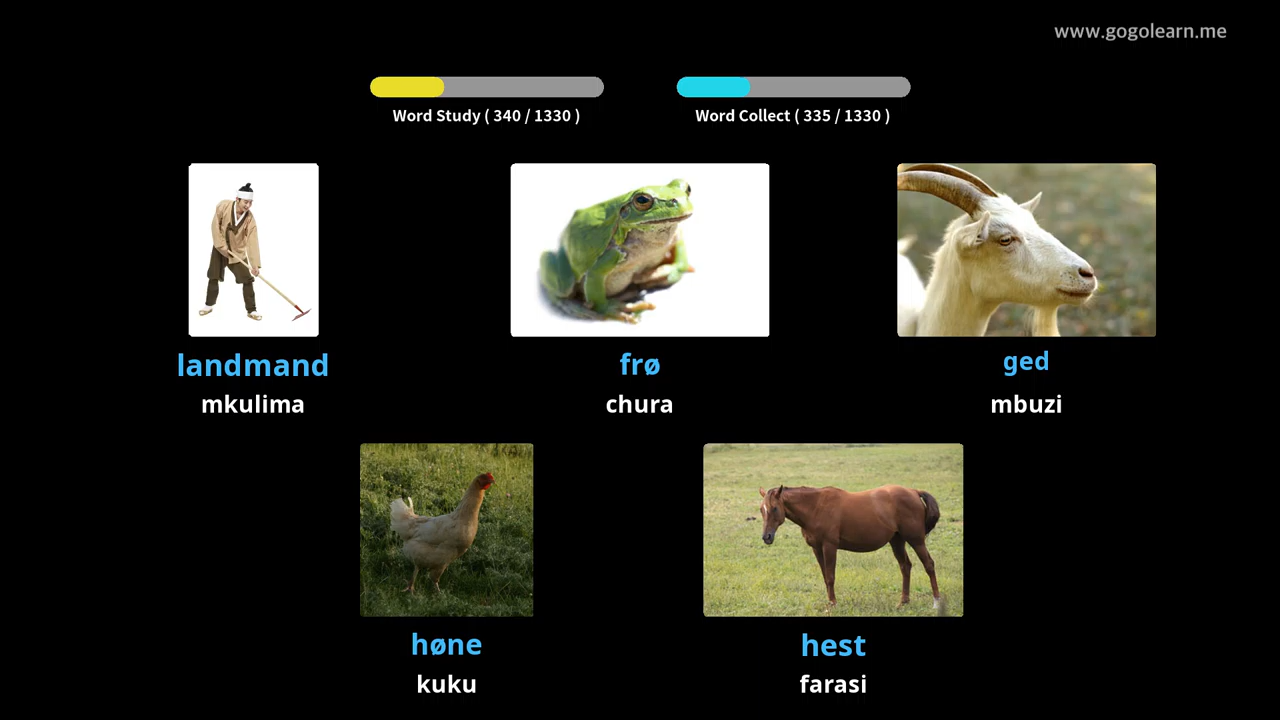 www.gogolearn.me
Word Study ( 340 / 1330 )
Word Collect ( 335 / 1330 )
landmand
mkulima
frø
chura
ged
mbuzi
høne
kuku
hest
farasi